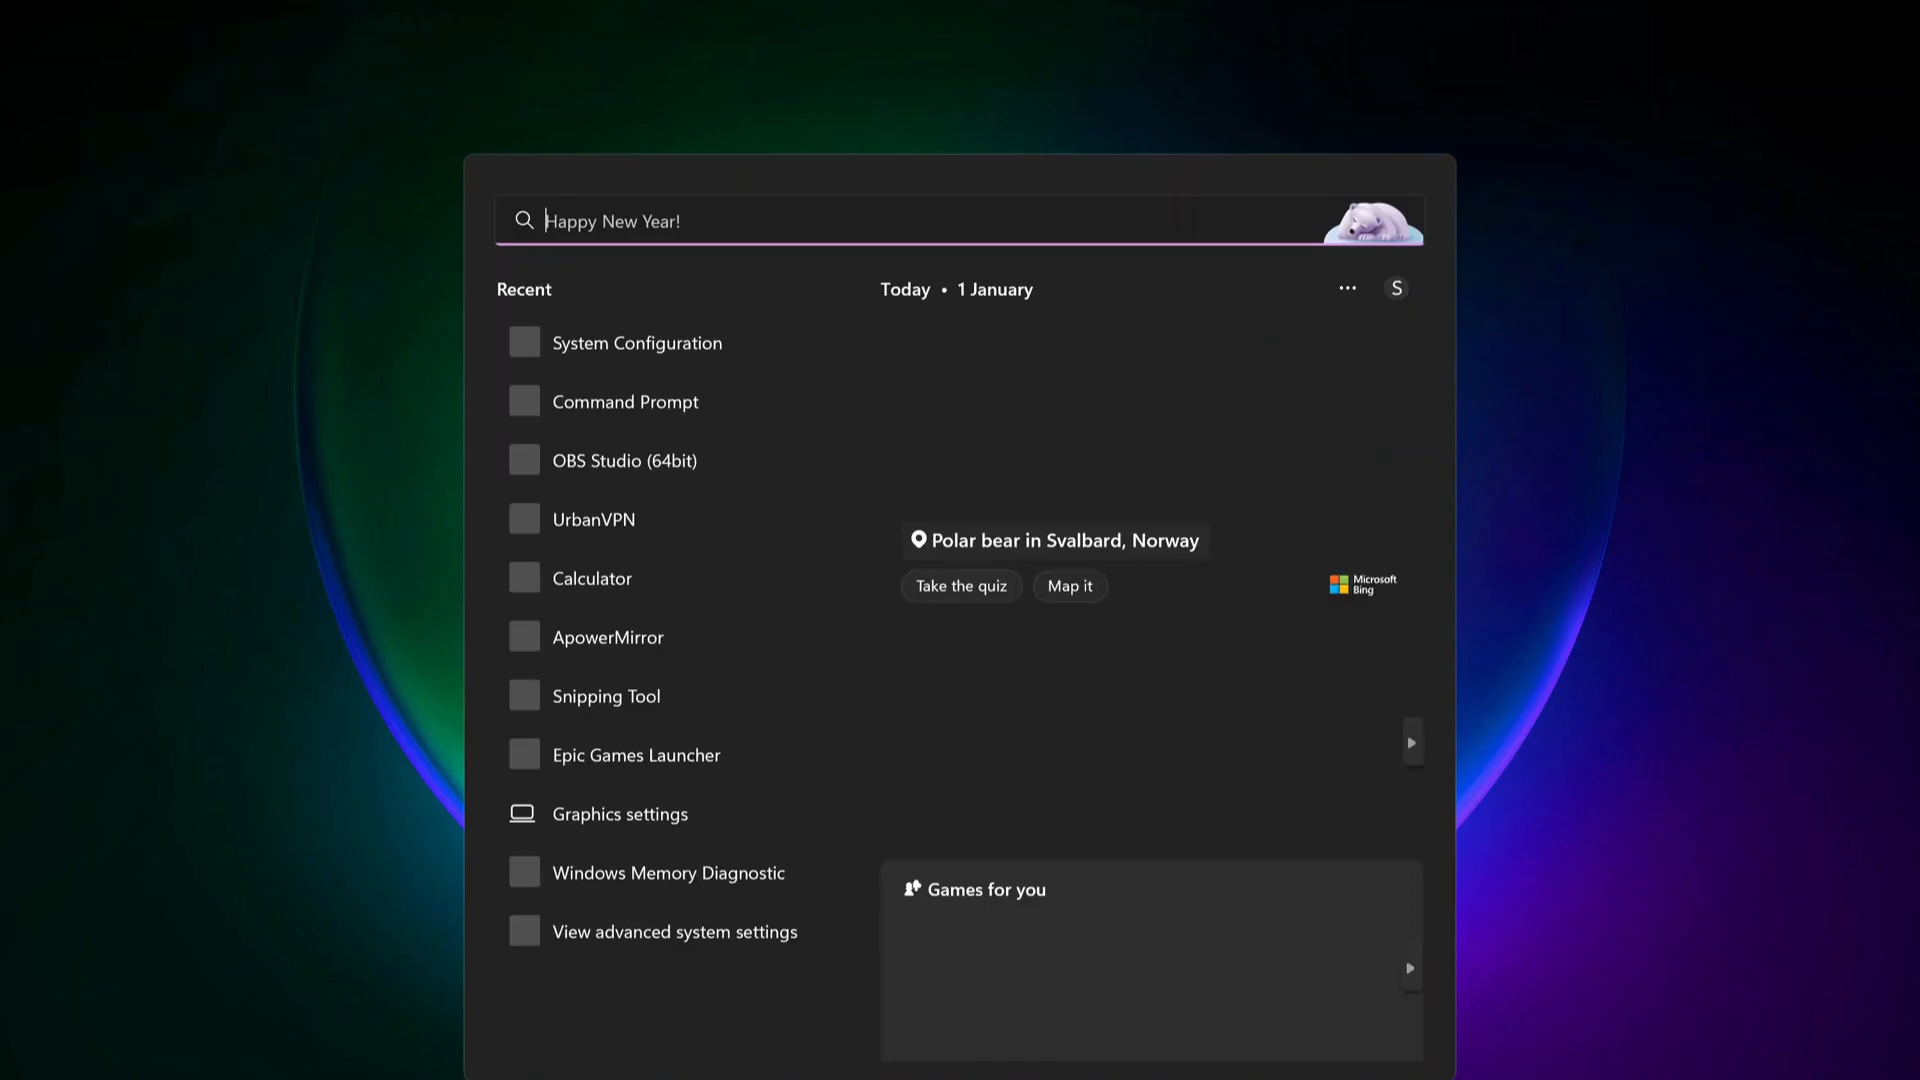 Happy New Year!
Recent
Today • 1 January
S
System Configuration
Command Prompt
OBS Studio (64bit)
UrbanVPN
Calculator
ApowerMirror
Snipping Tool
Epic Games Launcher
Graphics settings
Windows Memory Diagnostic
View advanced system settings
Polar bear in Svalbard, Norway
Take the quiz
Map it
Microsoft
Bing
Games for you